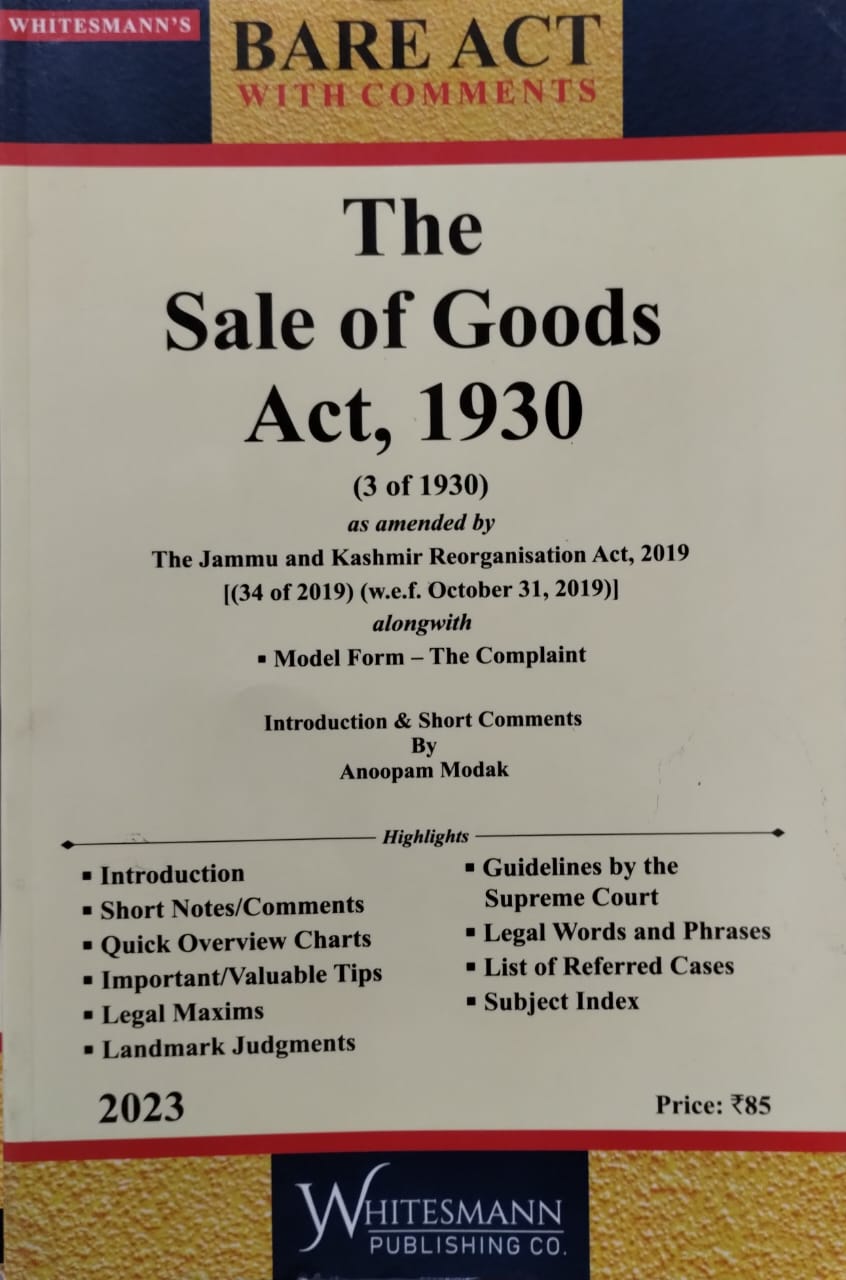 WHITESMANN'S
BARE ACT
WITH COMMENTS
The
Sale of Goods
Act, 1930
(3 of 1930)
as amended by
The Jammu and Kashmir Reorganisation Act, 2019
[(34 of 2019) (w.e.f. October 31, 2019)]
alongwith
▪ Model Form – The Complaint
Introduction & Short Comments
By
Anoopam Modak
Highlights
▪ Introduction
▪ Short Notes/Comments
▪ Quick Overview Charts
▪ Important/Valuable Tips
▪ Legal Maxims
▪ Landmark Judgments
▪ Guidelines by the
Supreme Court
▪ Legal Words and Phrases
▪ List of Referred Cases
▪ Subject Index
2023
Price: ₹85
WHITESMANN
PUBLISHING CO.